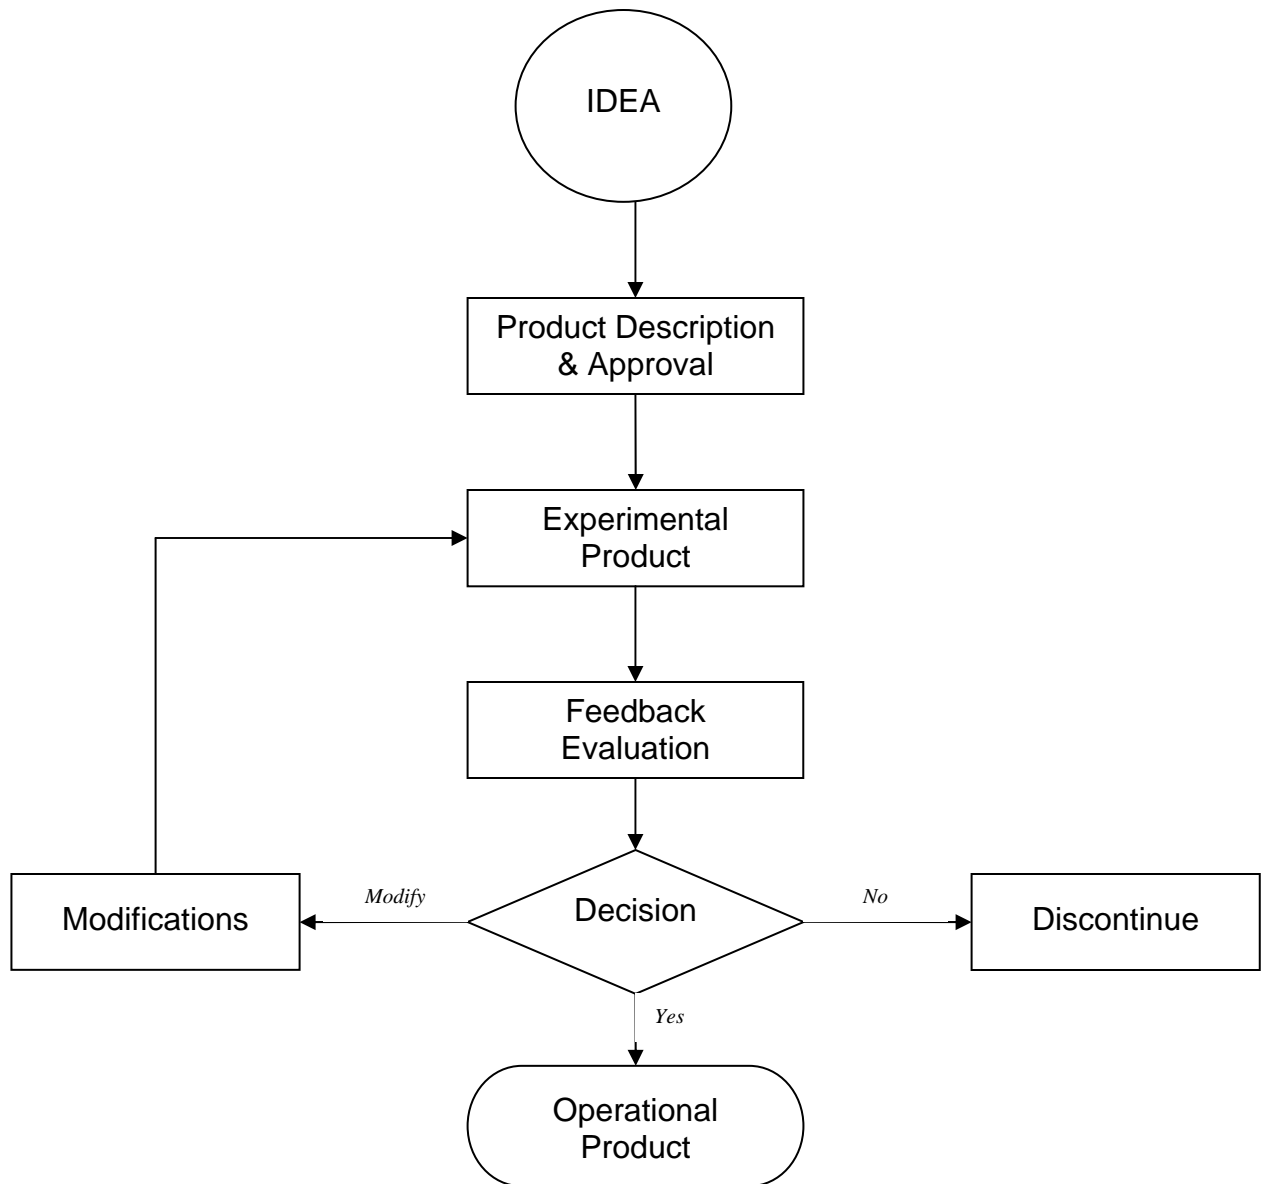 IDEA
Product Description
& Approval
Experimental
Product
Feedback
Evaluation
Modifications
Modify
Decision
No
Discontinue
Yes
Operational
Product